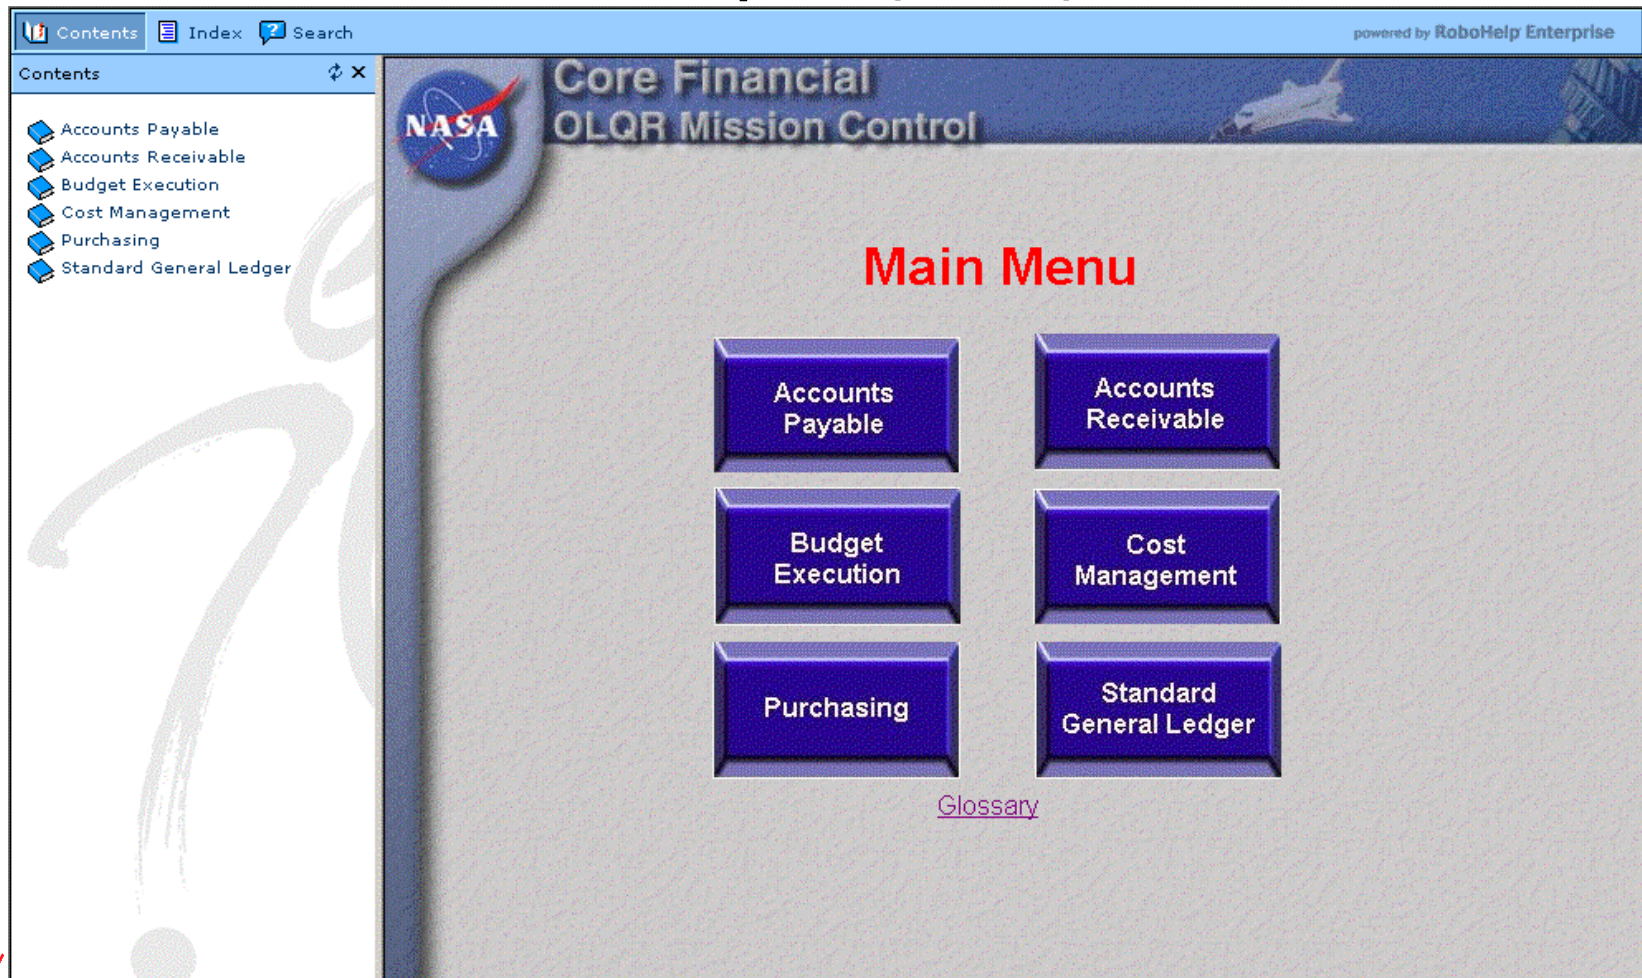 Contents Index Search powered by RoboHelp Enterprise
Contents
Accounts Payable
Accounts Receivable
Budget Execution
Cost Management
Purchasing
Standard General Ledger
NASA
Core Financial
OLQR Mission Control
Main Menu
Accounts
Payable
Accounts
Receivable
Budget
Execution
Cost
Management
Purchasing
Standard
General Ledger
Glossary